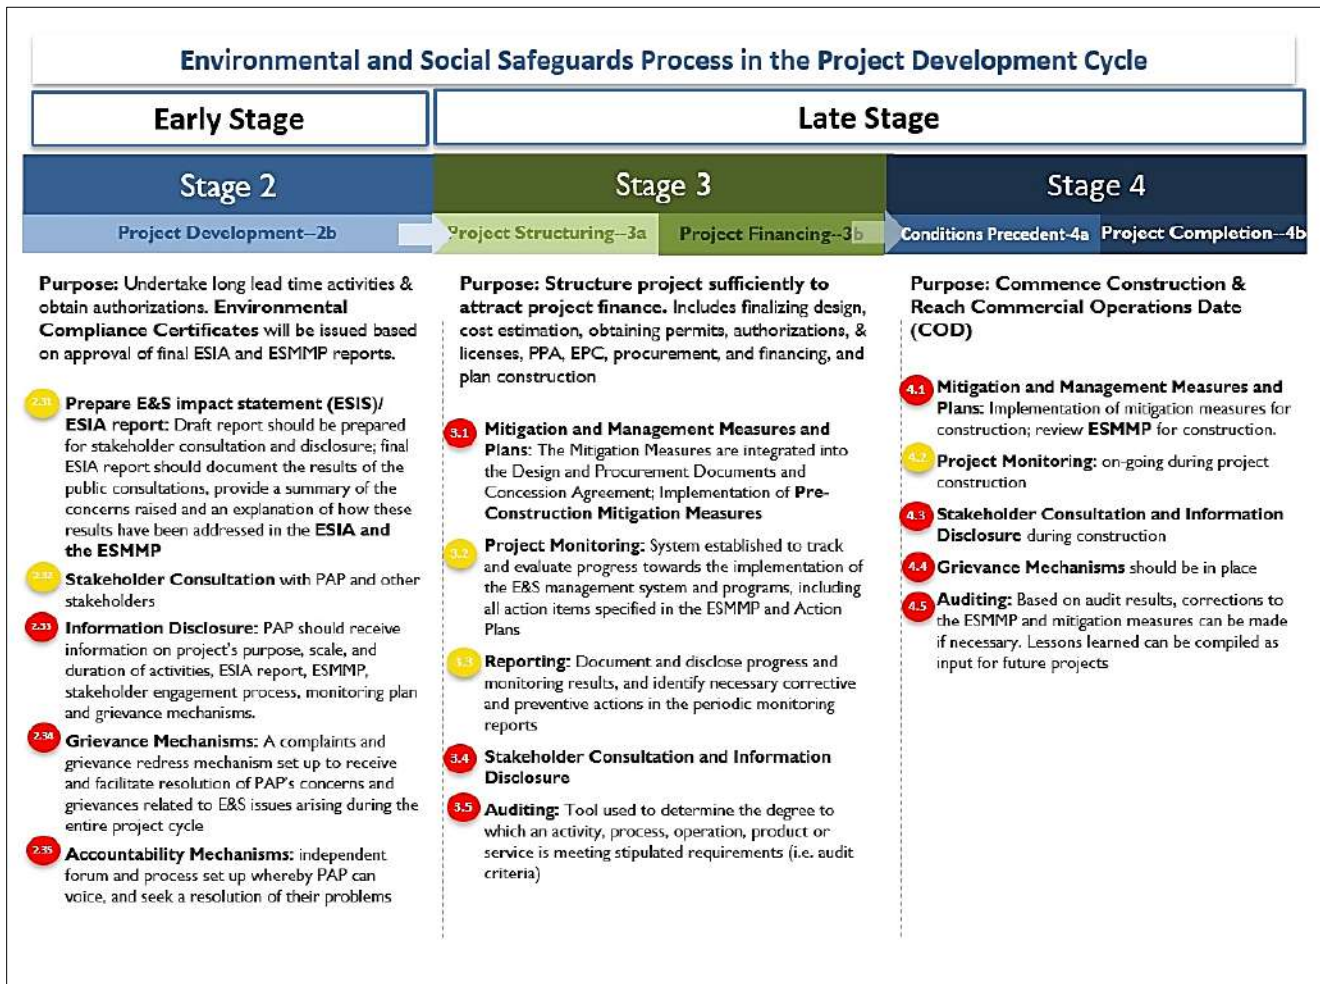 Environmental and Social Safeguards Process in the Project Development Cycle
Early Stage
Late Stage
Stage 2
Stage 3
Stage 4
Project Development--2b
Project Structuring--3a
Project Financing--3b
Conditions Precedent-4a
Project Completion--4b
Purpose: Undertake long lead time activities &
obtain authorizations. Environmental
Compliance Certificates will be issued based
on approval of final ESIA and ESMMP reports.
2.31 Prepare E&S impact statement (ESIS)/
ESIA report: Draft report should be prepared
for stakeholder consultation and disclosure; final
ESIA report should document the results of the
public consultations, provide a summary of the
concerns raised and an explanation of how these
results have been addressed in the ESIA and
the ESMMP
2.32 Stakeholder Consultation with PAP and other
stakeholders
2.33 Information Disclosure: PAP should receive
information on project's purpose, scale, and
duration of activities, ESIA report, ESMMP,
stakeholder engagement process, monitoring plan
and grievance mechanisms.
2.34 Grievance Mechanisms: A complaints and
grievance redress mechanism set up to receive
and facilitate resolution of PAP's concerns and
grievances related to E&S issues arising during the
entire project cycle
2.35 Accountability Mechanisms: independent
forum and process set up whereby PAP can
voice, and seek a resolution of their problems
Purpose: Structure project sufficiently to
attract project finance. Includes finalizing design,
cost estimation, obtaining permits, authorizations, &
licenses, PPA, EPC, procurement, and financing, and
plan construction
3.1 Mitigation and Management Measures and
Plans: The Mitigation Measures are integrated into
the Design and Procurement Documents and
Concession Agreement; Implementation of Pre-
Construction Mitigation Measures
3.2 Project Monitoring: System established to track
and evaluate progress towards the implementation of
the E&S management system and programs, including
all action items specified in the ESMMP and Action
Plans
3.3 Reporting: Document and disclose progress and
monitoring results, and identify necessary corrective
and preventive actions in the periodic monitoring
reports
3.4 Stakeholder Consultation and Information
Disclosure
3.5 Auditing: Tool used to determine the degree to
which an activity, process, operation, product or
service is meeting stipulated requirements (i.e. audit
criteria)
Purpose: Commence Construction &
Reach Commercial Operations Date
(COD)
4.1 Mitigation and Management Measures and
Plans: Implementation of mitigation measures for
construction; review ESMMP for construction.
4.2 Project Monitoring: on-going during project
construction
4.3 Stakeholder Consultation and Information
Disclosure during construction
4.4 Grievance Mechanisms should be in place
4.5 Auditing: Based on audit results, corrections to
the ESMMP and mitigation measures can be made
if necessary. Lessons learned can be compiled as
input for future projects